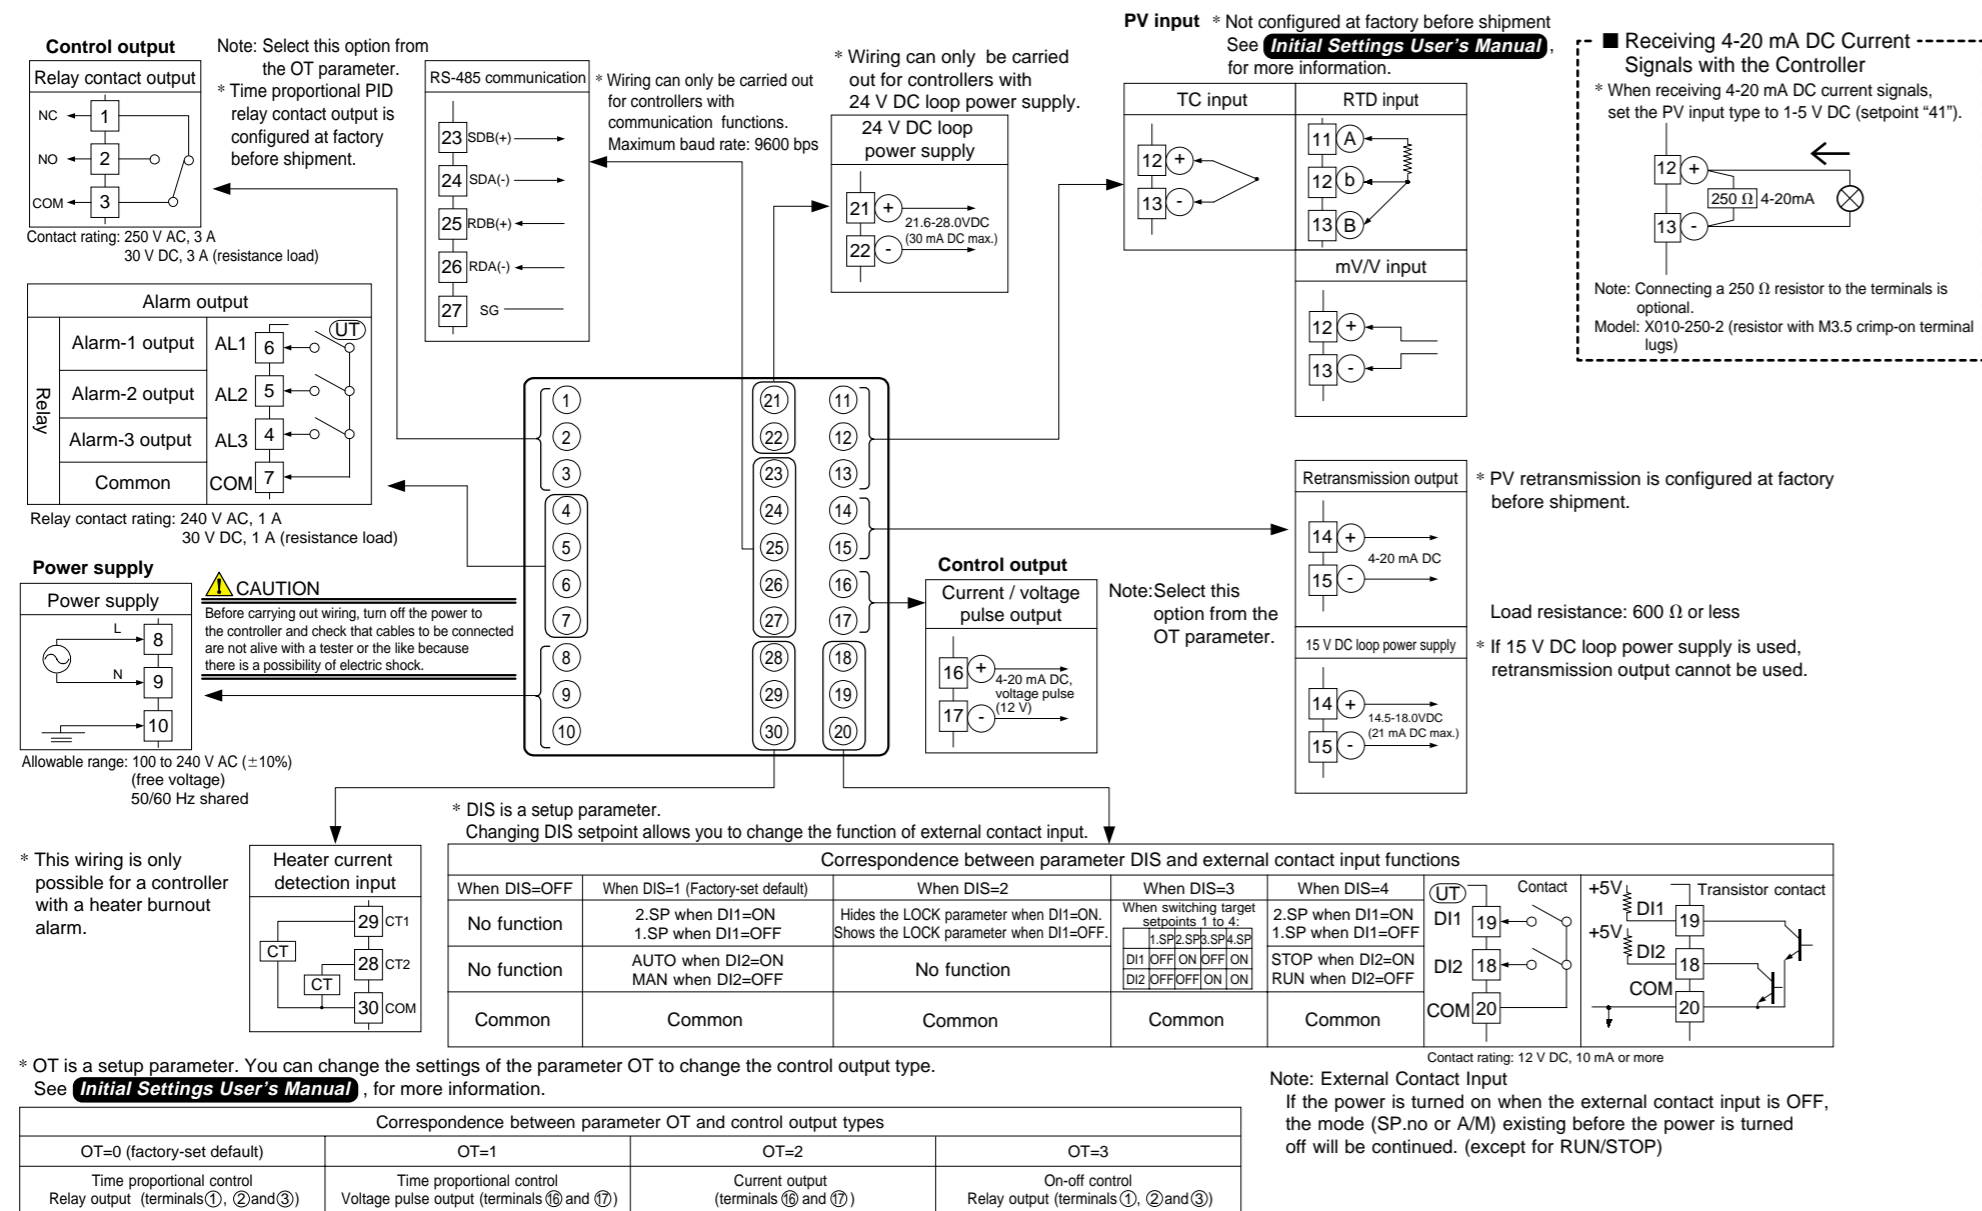 Control output
Relay contact output
NC
1
NO
2
COM
3
Contact rating: 250 V AC, 3 A
30 V DC, 3 A (resistance load)
Note: Select this option from
the OT parameter.
* Time proportional PID
relay contact output is
configured at factory
before shipment.
RS-485 communication
23 SDB(+)
24 SDA(-)
25 RDB(+)
26 RDA(-)
27 SG
* Wiring can only be carried out
for controllers with
communication functions.
Maximum baud rate: 9600 bps
* Wiring can only be carried
out for controllers with
24 V DC loop power supply.
24 V DC loop
power supply
21 +
21.6-28.0VDC
(30 mA DC max.)
22 -
PV input * Not configured at factory before shipment
See Initial Settings User's Manual,
for more information.
TC input
12 +
13 -
RTD input
11 A
12 b
13 B
mV/V input
12 +
13 -
■ Receiving 4-20 mA DC Current
Signals with the Controller
* When receiving 4-20 mA DC current signals,
set the PV input type to 1-5 V DC (setpoint “41”).
12 +
250 Ω 4-20mA
13 -
Note: Connecting a 250 Ω resistor to the terminals is
optional.
Model: X010-250-2 (resistor with M3.5 crimp-on terminal
lugs)
Alarm output
Relay
Alarm-1 output AL1 6 UT
Alarm-2 output AL2 5
Alarm-3 output AL3 4
Common COM 7
Relay contact rating: 240 V AC, 1 A
30 V DC, 1 A (resistance load)
Power supply
Power supply
L 8
N 9
10
Allowable range: 100 to 240 V AC (±10%)
(free voltage)
50/60 Hz shared
CAUTION
Before carrying out wiring, turn off the power to
the controller and check that cables to be connected
are not alive with a tester or the like because
there is a possibility of electric shock.
1 21 11
2 22 12
3 23 13
4 24 14
5 25 15
6 26 16
7 27 17
8 28 18
9 29 19
10 30 20
Control output
Current / voltage
pulse output
16 +
4-20 mA DC,
voltage pulse
(12 V)
17 -
Note:Select this
option from the
OT parameter.
Retransmission output
14 +
4-20 mA DC
15 -
* PV retransmission is configured at factory
before shipment.
Load resistance: 600 Ω or less
15 V DC loop power supply
14 +
14.5-18.0VDC
(21 mA DC max.)
15 -
* If 15 V DC loop power supply is used,
retransmission output cannot be used.
* This wiring is only
possible for a controller
with a heater burnout
alarm.
Heater current
detection input
29 CT1
CT
28 CT2
CT
30 COM
* DIS is a setup parameter.
Changing DIS setpoint allows you to change the function of external contact input.
Correspondence between parameter DIS and external contact input functions
When DIS=OFF
No function
No function
Common
When DIS=1 (Factory-set default)
2.SP when DI1=ON
1.SP when DI1=OFF
AUTO when DI2=ON
MAN when DI2=OFF
Common
When DIS=2
Hides the LOCK parameter when DI1=ON.
Shows the LOCK parameter when DI1=OFF.
No function
Common
When DIS=3
When switching target
setpoints 1 to 4:
1.SP 2.SP 3.SP 4.SP
DI1 OFF ON OFF ON
DI2 OFF OFF ON ON
Common
When DIS=4
2.SP when DI1=ON
1.SP when DI1=OFF
STOP when DI2=ON
RUN when DI2=OFF
Common
UT Contact
DI1 19
DI2 18
COM 20
+5V Transistor contact
DI1 19
+5V
DI2 18
COM 20
Contact rating: 12 V DC, 10 mA or more
Note: External Contact Input
If the power is turned on when the external contact input is OFF,
the mode (SP.no or A/M) existing before the power is turned
off will be continued. (except for RUN/STOP)
* OT is a setup parameter. You can change the settings of the parameter OT to change the control output type.
See Initial Settings User's Manual , for more information.
Correspondence between parameter OT and control output types
OT=0 (factory-set default) OT=1 OT=2 OT=3
Time proportional control
Relay output (terminals①, ②and③)
Time proportional control
Voltage pulse output (terminals ⑯ and ⑰)
Current output
(terminals ⑯ and ⑰)
On-off control
Relay output (terminals ①, ②and③)